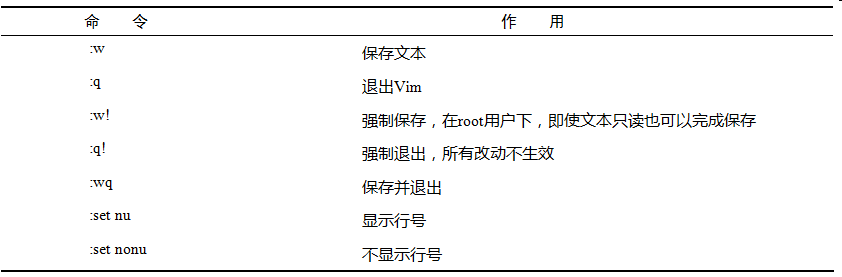 命 令 作 用
:w 保存文本
:q 退出Vim
:w! 强制保存，在root用户下，即使文本只读也可以完成保存
:q! 强制退出，所有改动不生效
:wq 保存并退出
:set nu 显示行号
:set nonu 不显示行号